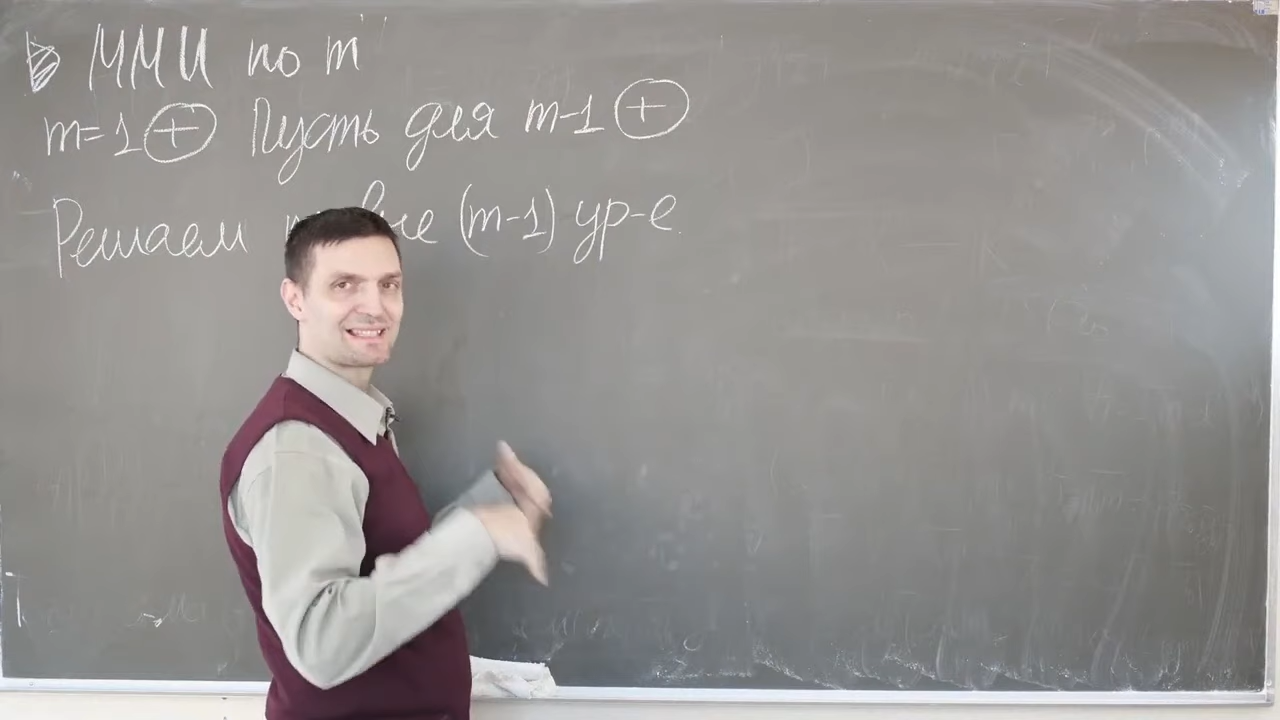 ММИ по m
m=1 + Пусть для m-1 +
Решаем (m-1) ур-е